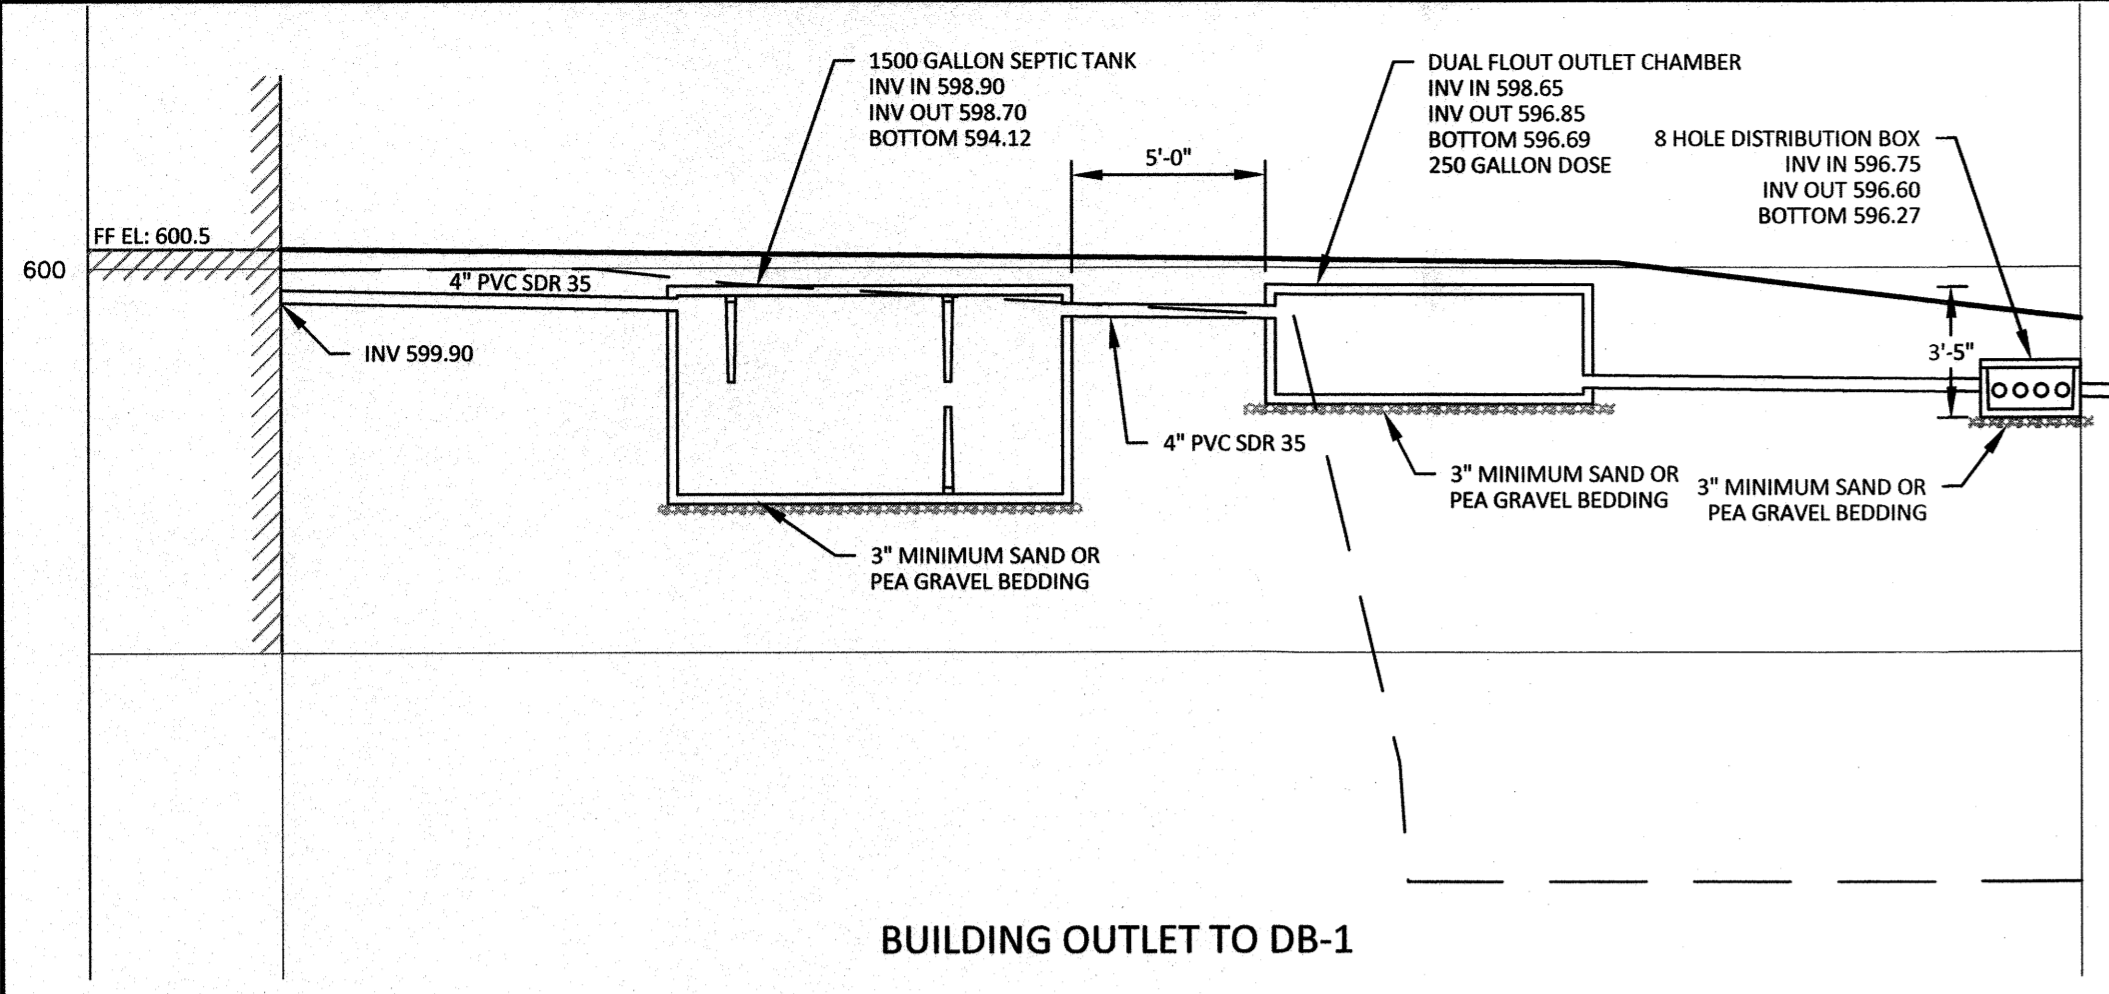 1500 GALLON SEPTIC TANK
INV IN 598.90
INV OUT 598.70
BOTTOM 594.12
DUAL FLOUT OUTLET CHAMBER
INV IN 598.65
INV OUT 596.85
BOTTOM 596.69
250 GALLON DOSE
8 HOLE DISTRIBUTION BOX
INV IN 596.75
INV OUT 596.60
BOTTOM 596.27
5'-0"
FF EL: 600.5
600
4" PVC SDR 35
INV 599.90
3'-5"
4" PVC SDR 35
3" MINIMUM SAND OR
PEA GRAVEL BEDDING
3" MINIMUM SAND OR
PEA GRAVEL BEDDING
3" MINIMUM SAND OR
PEA GRAVEL BEDDING
BUILDING OUTLET TO DB-1